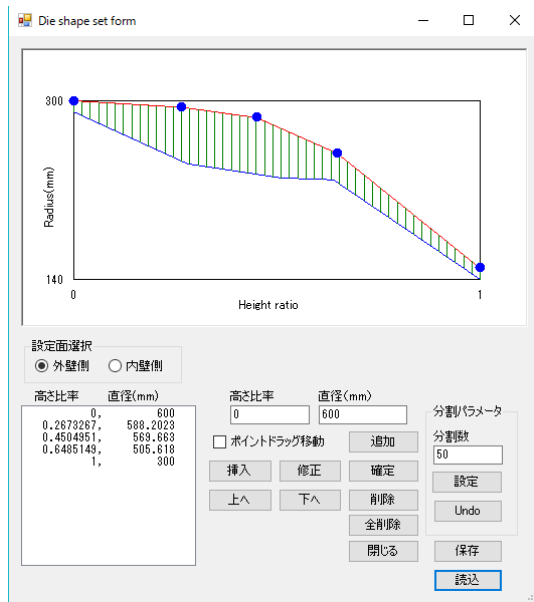 Die shape set form
300
Radius(mm)
140
0
1
Height ratio
設定面選択
外壁側 内壁側
高さ比率 直径(mm)
0, 600
0.2673267, 588.2023
0.4504951, 569.663
0.6485149, 505.618
1, 300
高さ比率 直径(mm)
0 600
ポイントドラッグ移動 追加
挿入 修正 確定
上へ 下へ 削除
全削除
閉じる
分割パラメータ
分割数
50
設定
Undo
保存
読込